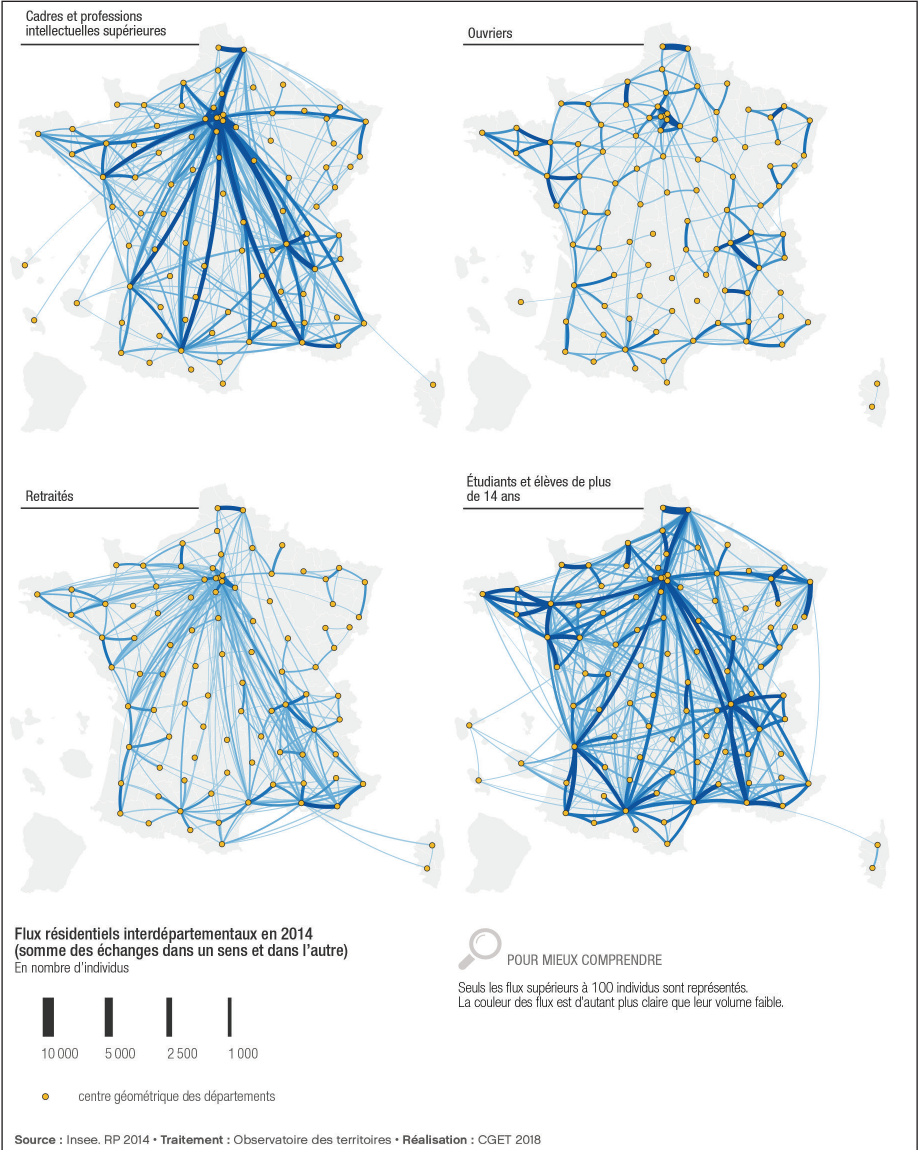 Cadres et professions
intellectuelles supérieures
Ouvriers
Retraités
Étudiants et élèves de plus
de 14 ans
Flux résidentiels interdépartementaux en 2014
(somme des échanges dans un sens et dans l'autre)
En nombre d'individus
10 000 5 000 2 500 1 000
centre géométrique des départements
POUR MIEUX COMPRENDRE
Seuls les flux supérieurs à 100 individus sont représentés.
La couleur des flux est d'autant plus claire que leur volume faible.
Source : Insee. RP 2014 • Traitement : Observatoire des territoires • Réalisation : CGET 2018